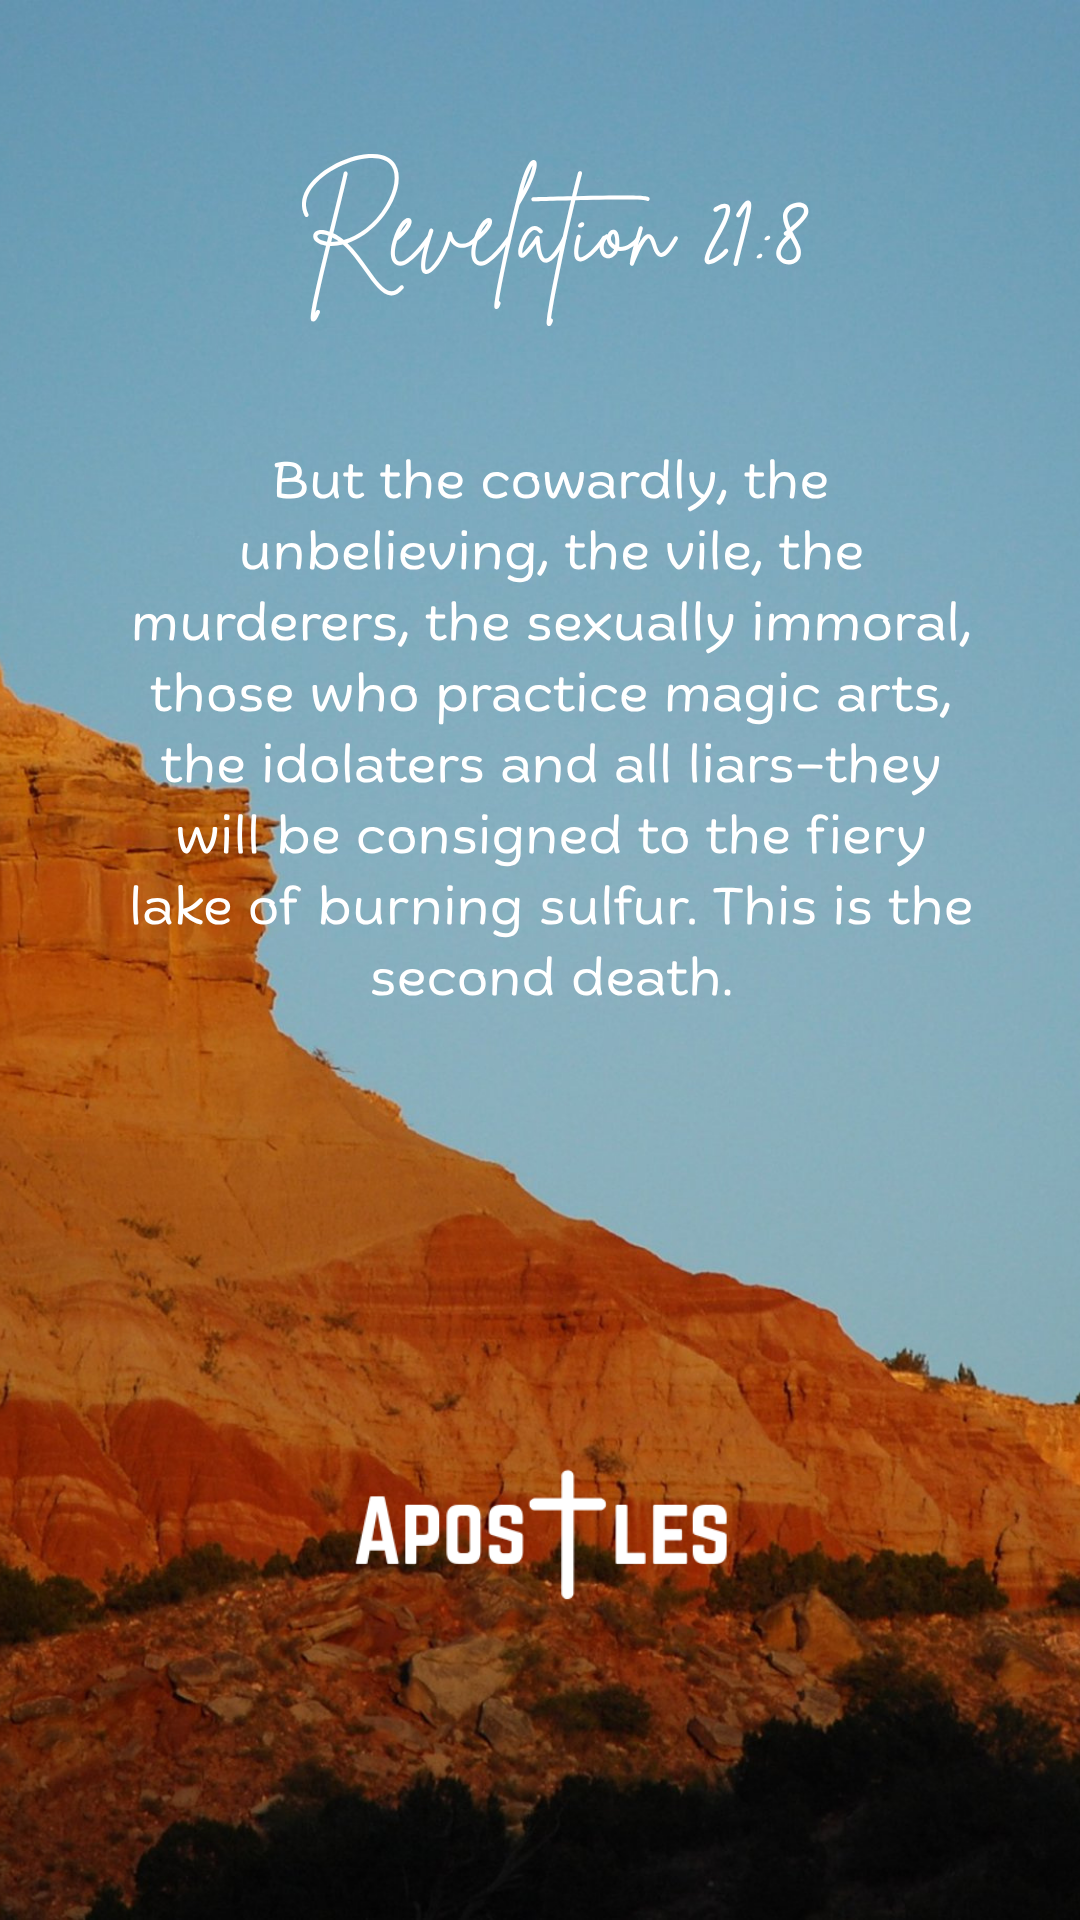 Revelation 21:8
But the cowardly, the
unbelieving, the vile, the
murderers, the sexually immoral,
those who practice magic arts,
the idolaters and all liars–they
will be consigned to the fiery
lake of burning sulfur. This is the
second death.
APOSTLES